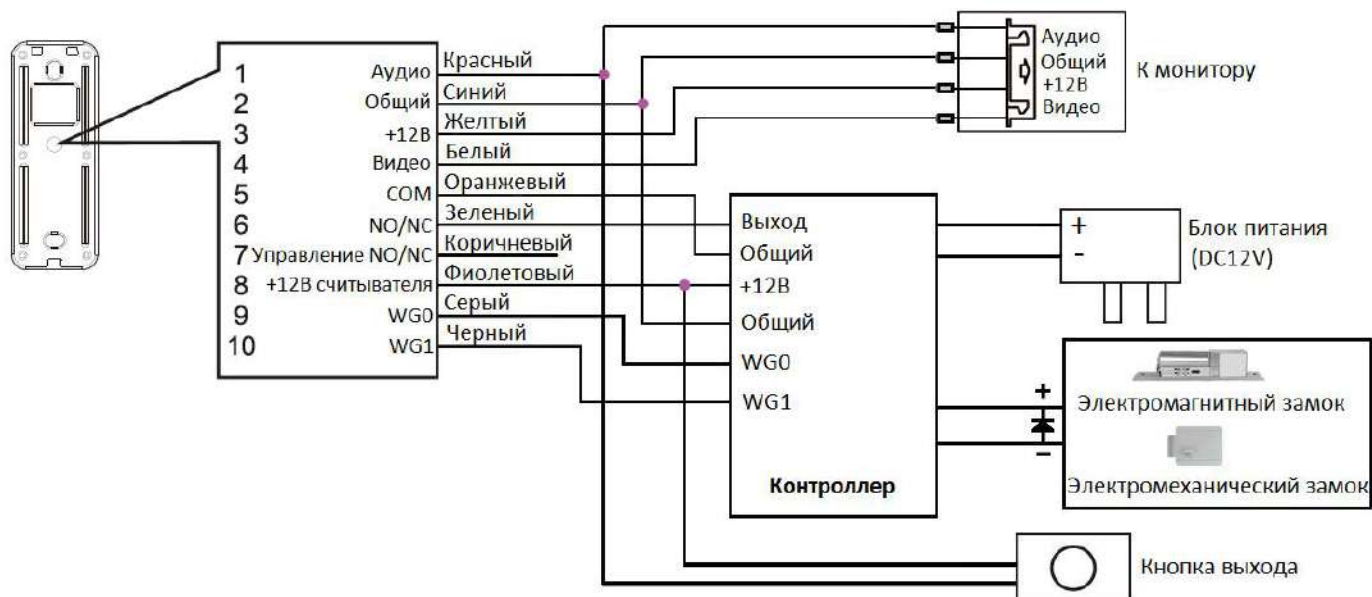 1 Аудио Красный
2 Общий Синий
3 +12В Желтый
4 Видео Белый
5 COM Оранжевый
6 NO/NC Зеленый
7 Управление NO/NC Коричневый
8 +12В считывателя Фиолетовый
9 WG0 Серый
10 WG1 Черный
Аудио
Общий
+12В
Видео
К монитору
Выход
Общий
+12В
Общий
WG0
WG1
Контроллер
+
-
Блок питания
(DC12V)
+
−
Электромагнитный замок
Электромеханический замок
Кнопка выхода